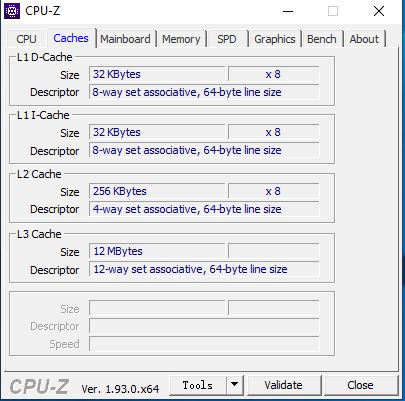 CPU-Z
CPU Caches Mainboard Memory SPD Graphics Bench About
L1 D-Cache
Size 32 KBytes x 8
Descriptor 8-way set associative, 64-byte line size
L1 I-Cache
Size 32 KBytes x 8
Descriptor 8-way set associative, 64-byte line size
L2 Cache
Size 256 KBytes x 8
Descriptor 4-way set associative, 64-byte line size
L3 Cache
Size 12 MBytes
Descriptor 12-way set associative, 64-byte line size
Size
Descriptor
Speed
CPU-Z Ver. 1.93.0.x64 Tools Validate Close